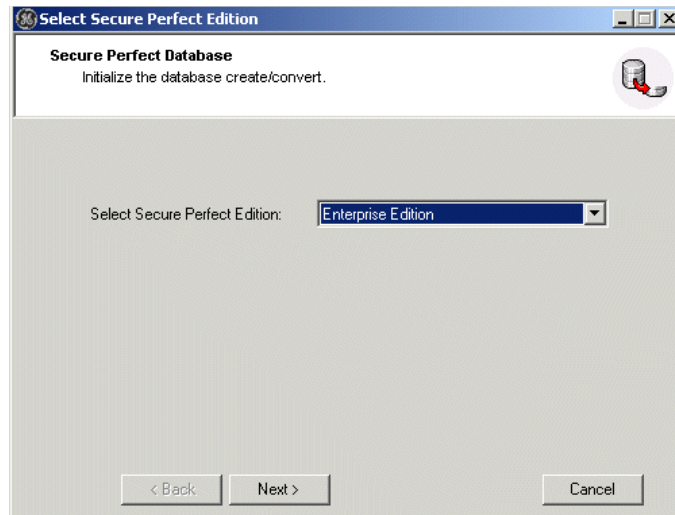 Select Secure Perfect Edition
Secure Perfect Database
Initialize the database create/convert.
Select Secure Perfect Edition: Enterprise Edition
< Back Next > Cancel